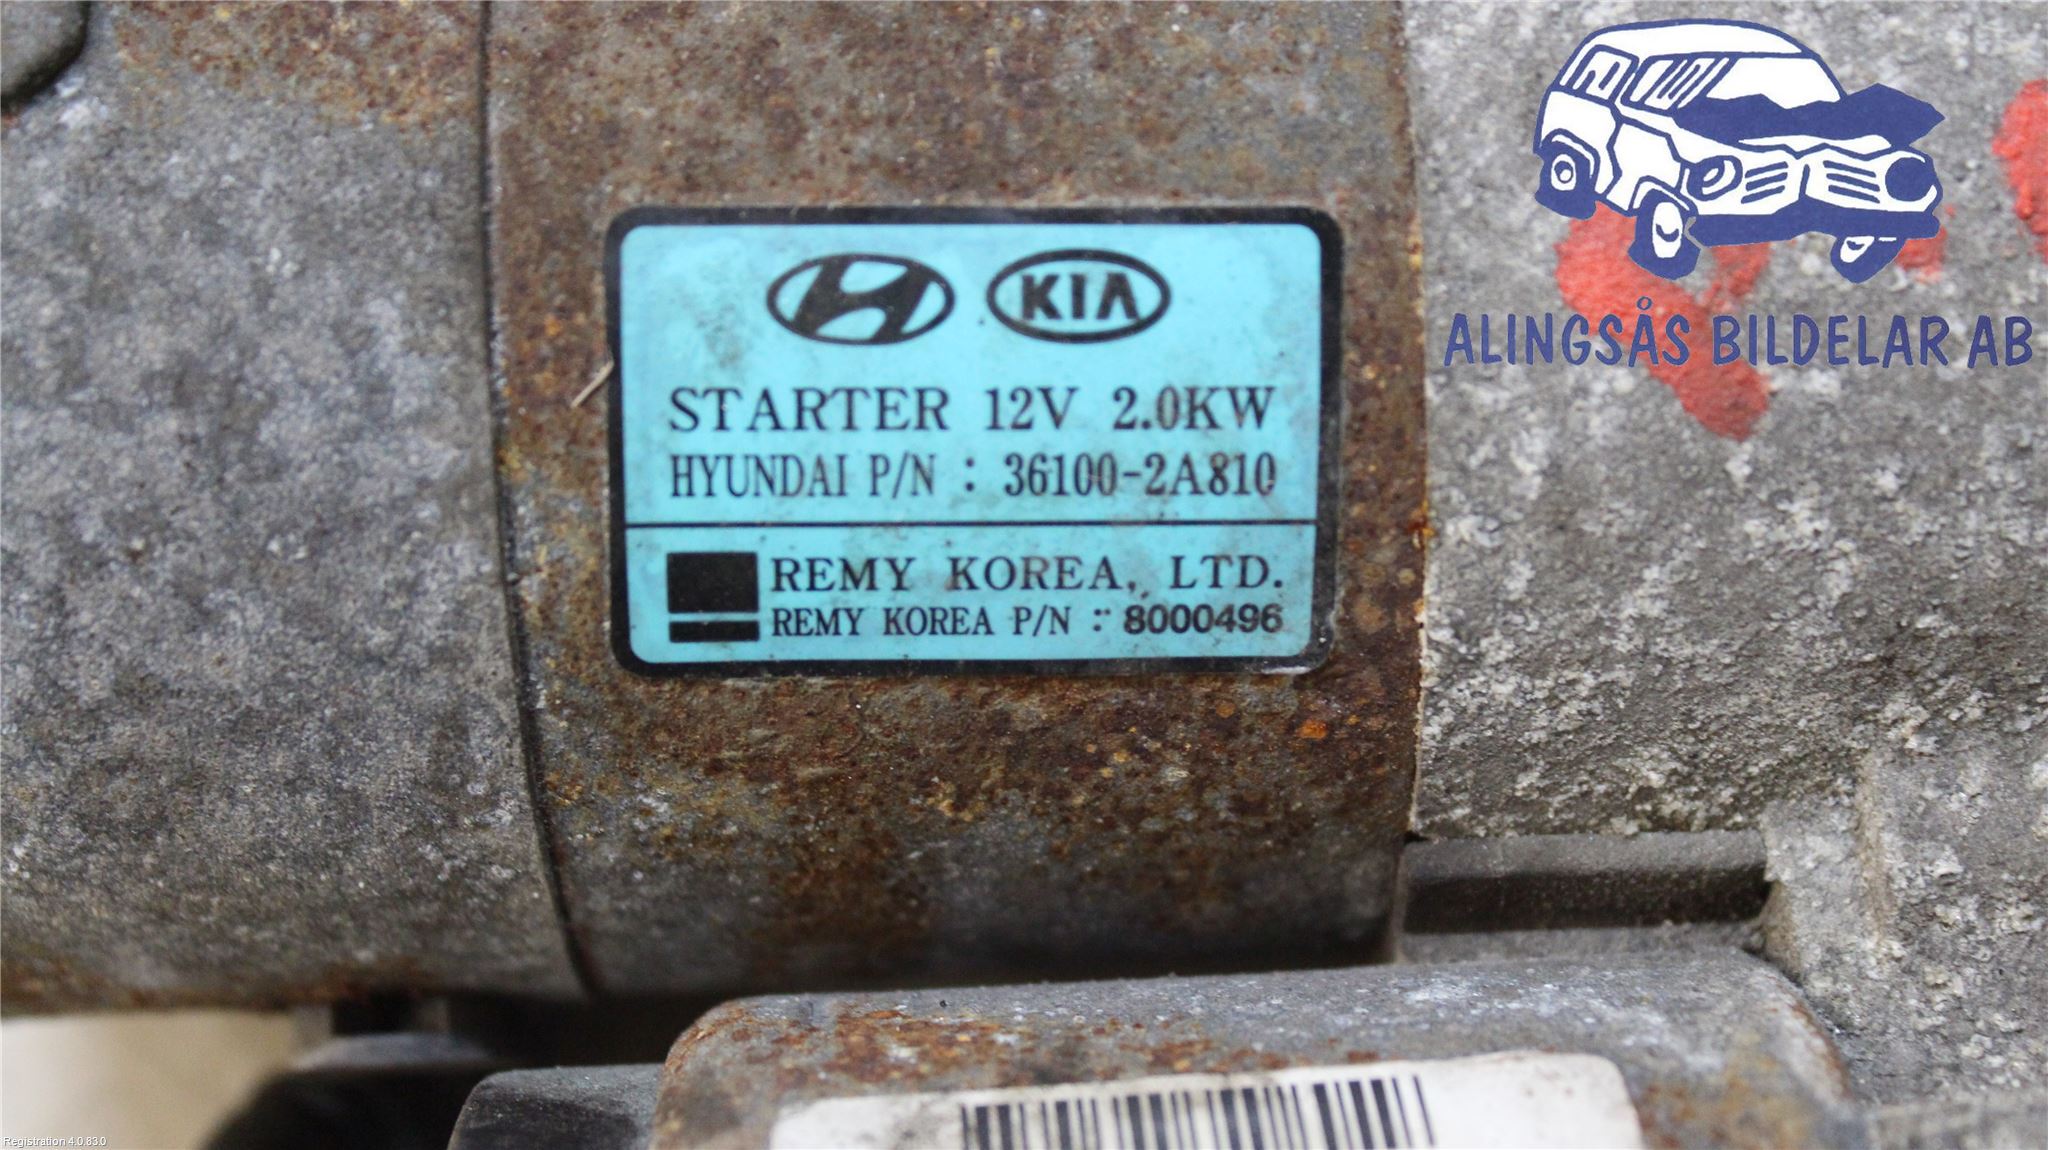 KIA
STARTER 12V 2.0KW
HYUNDAI P/N : 36100-2A810
REMY KOREA, LTD.
REMY KOREA P/N : 8000496
ALINGSÅS BILDELAR AB
Registration 4.0.83.0